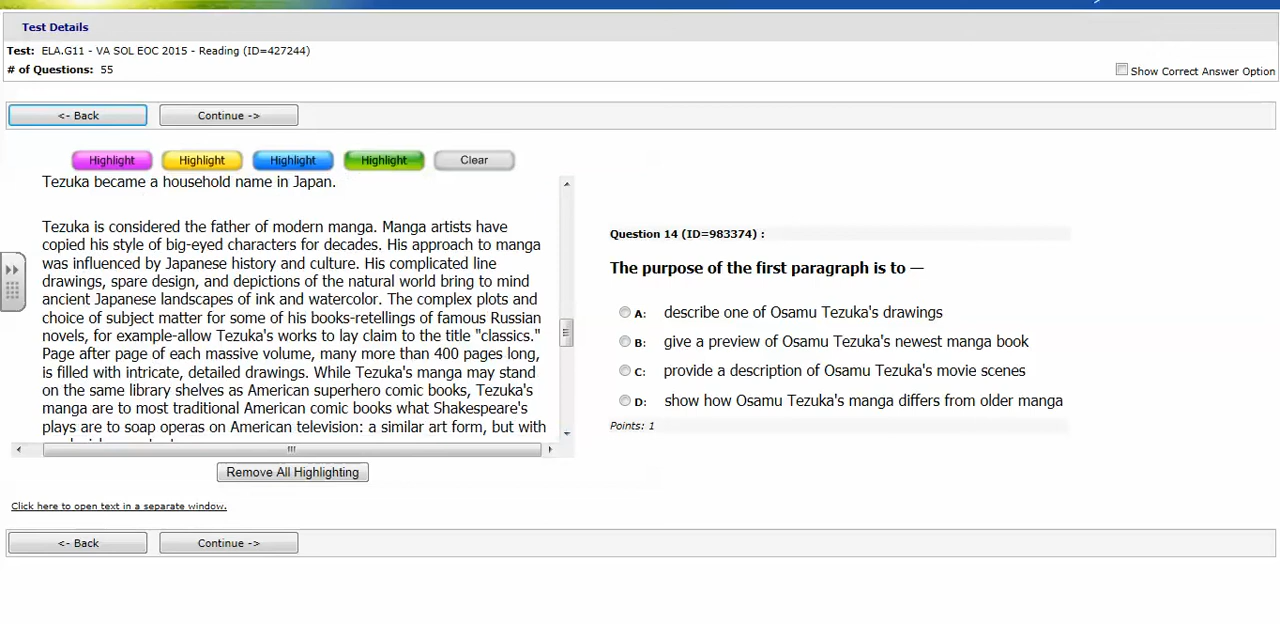 Test Details
Test: ELA.G11 - VA SOL EOC 2015 - Reading (ID=427244)
# of Questions: 55
Show Correct Answer Option
<- Back
Continue ->
Highlight
Highlight
Highlight
Highlight
Clear
Tezuka became a household name in Japan.
Tezuka is considered the father of modern manga. Manga artists have
copied his style of big-eyed characters for decades. His approach to manga
was influenced by Japanese history and culture. His complicated line
drawings, spare design, and depictions of the natural world bring to mind
ancient Japanese landscapes of ink and watercolor. The complex plots and
choice of subject matter for some of his books-retellings of famous Russian
novels, for example-allow Tezuka's works to lay claim to the title "classics."
Page after page of each massive volume, many more than 400 pages long,
is filled with intricate, detailed drawings. While Tezuka's manga may stand
on the same library shelves as American superhero comic books, Tezuka's
manga are to most traditional American comic books what Shakespeare's
plays are to soap operas on American television: a similar art form, but with
Remove All Highlighting
Click here to open text in a separate window.
Question 14 (ID=983374) :
The purpose of the first paragraph is to —
A: describe one of Osamu Tezuka's drawings
B: give a preview of Osamu Tezuka's newest manga book
C: provide a description of Osamu Tezuka's movie scenes
D: show how Osamu Tezuka's manga differs from older manga
Points: 1
<- Back
Continue ->